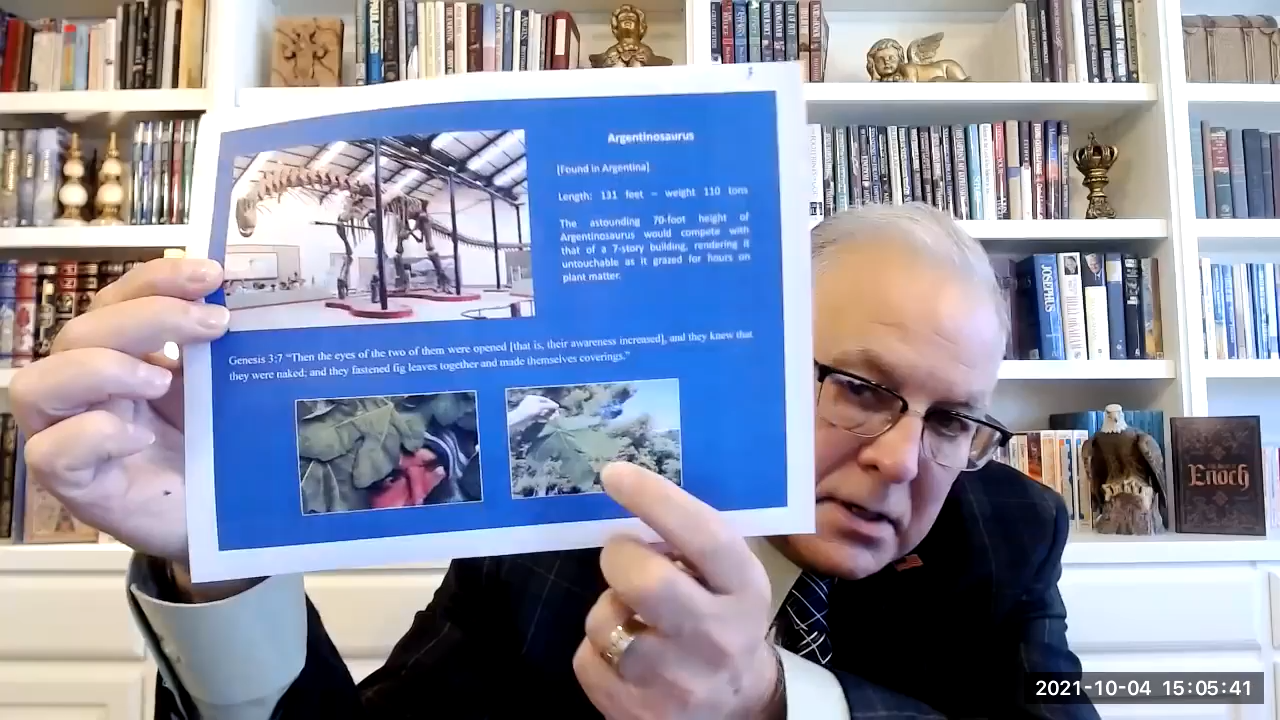 Argentinosaurus
[Found in Argentina]
Length: 131 feet – weight 110 tons
The astounding 70-foot height of
Argentinosaurus would compete with
that of a 7-story building, rendering it
untouchable as it grazed for hours on
plant matter.
Genesis 3:7 "Then the eyes of the two of them were opened [that is, their awareness increased], and they knew that
they were naked; and they fastened fig leaves together and made themselves coverings."
JOSEPHUS
Enoch
2021-10-04 15:05:41